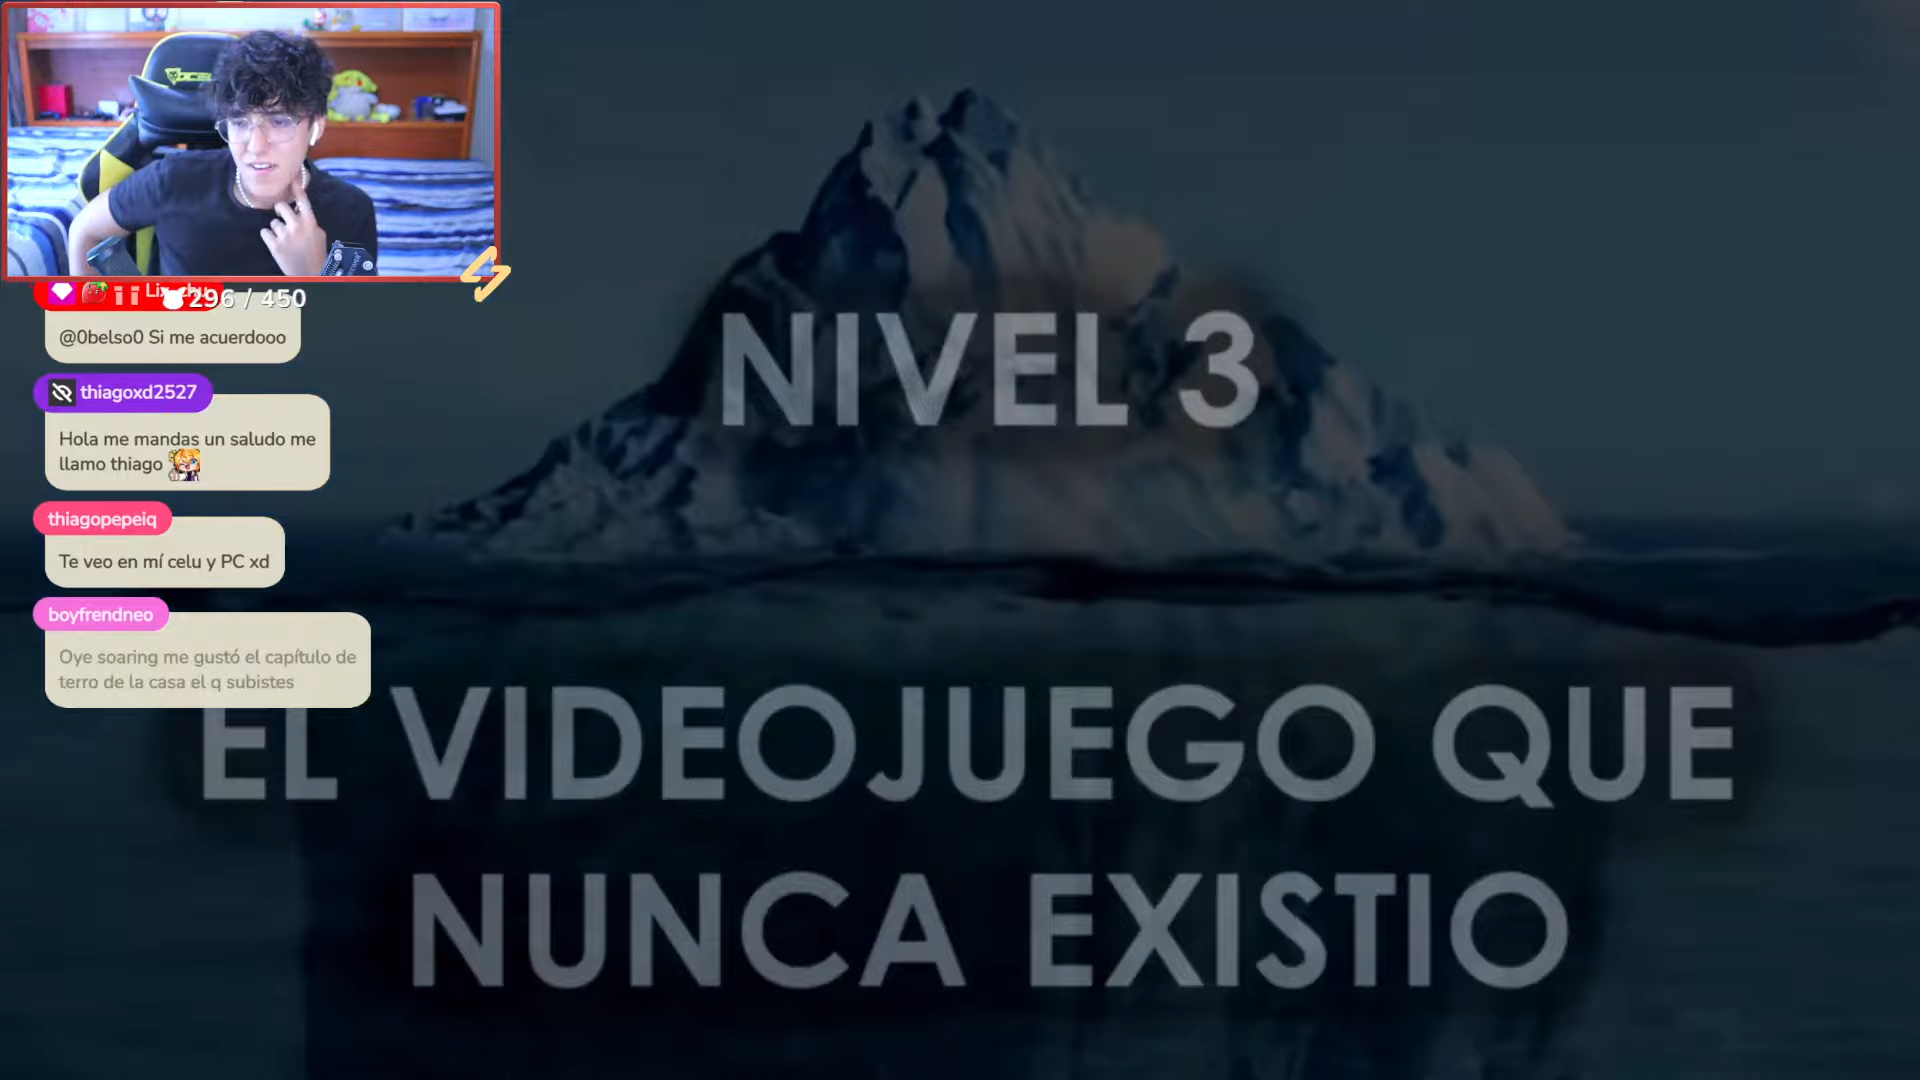 296 / 450
@0belso0 Si me acuerdooo
thiagoxd2527
Hola me mandas un saludo me
llamo thiago
thiagopepeiq
Te veo en mí celu y PC xd
boyfrendneo
Oye soaring me gustó el capítulo de
terro de la casa el q subistes
NIVEL 3
EL VIDEOJUEGO QUE
NUNCA EXISTIO